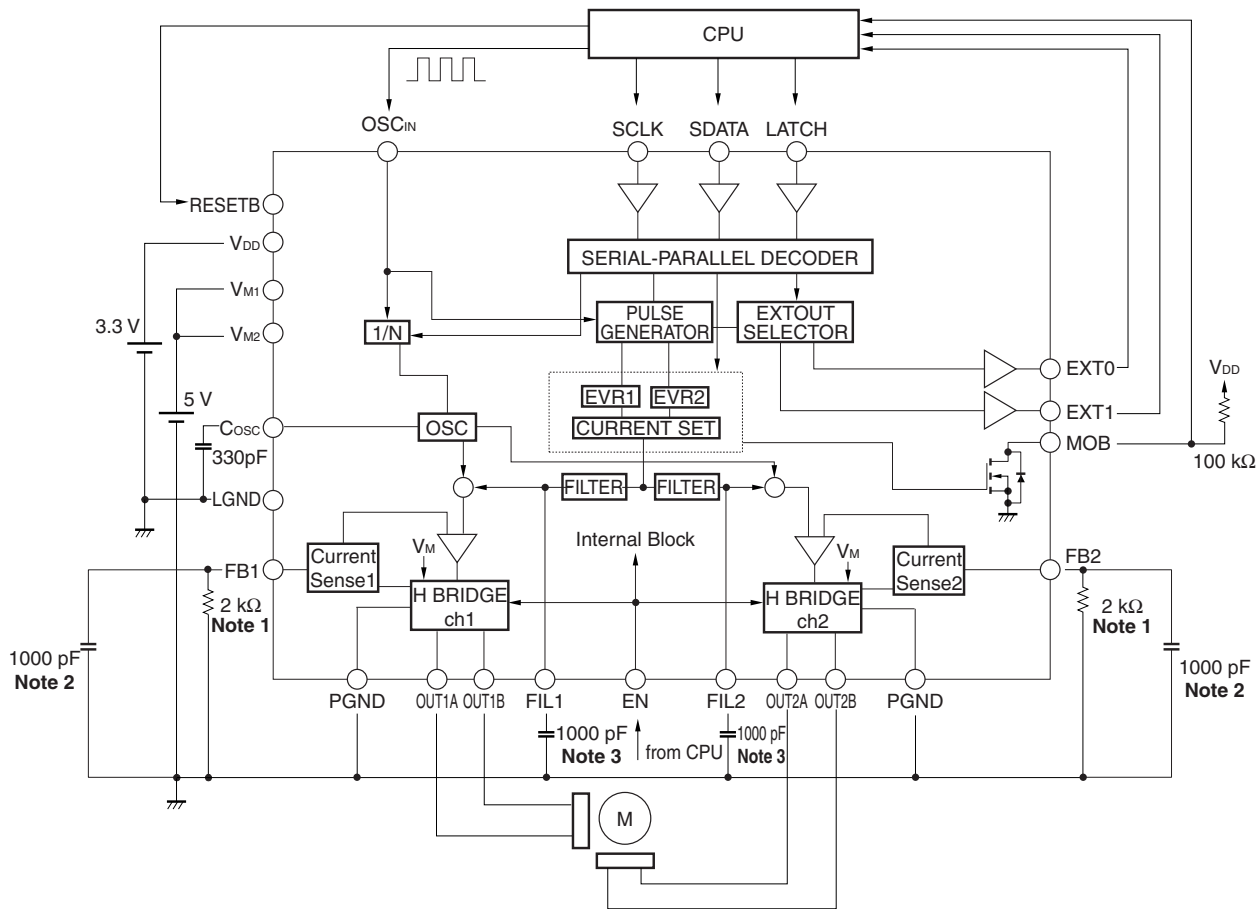 CPU
OSCIN
SCLK
SDATA
LATCH
RESETB
VDD
VM1
VM2
3.3 V
5 V
COSC
330pF
LGND
SERIAL-PARALLEL DECODER
1/N
PULSE
GENERATOR
EXTOUT
SELECTOR
EVR1
EVR2
CURRENT SET
OSC
FILTER
FILTER
EXT0
EXT1
MOB
VDD
100 kΩ
Internal Block
FB1
Current
Sense1
VM
H BRIDGE
ch1
VM
H BRIDGE
ch2
Current
Sense2
FB2
2 kΩ
Note 1
1000 pF
Note 2
2 kΩ
Note 1
1000 pF
Note 2
PGND
OUT1A
OUT1B
FIL1
EN
FIL2
OUT2A
OUT2B
PGND
1000 pF
Note 3
from CPU
1000 pF
Note 3
M